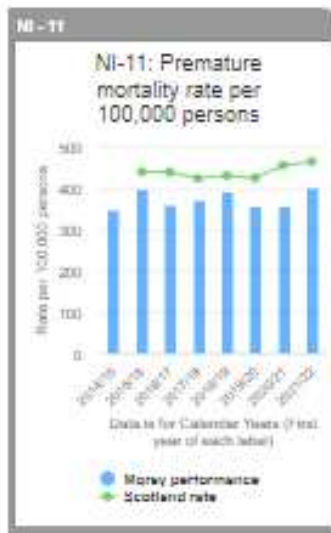 NI - 11
NI-11: Premature
mortality rate per
100,000 persons
Rate per 100,000 persons
500
400
300
200
100
0
2014/15
2015/16
2016/17
2017/18
2018/19
2019/20
2020/21
2021/22
Data is for Calendar Years (First
year of each label)
Moray performance
Scotland rate